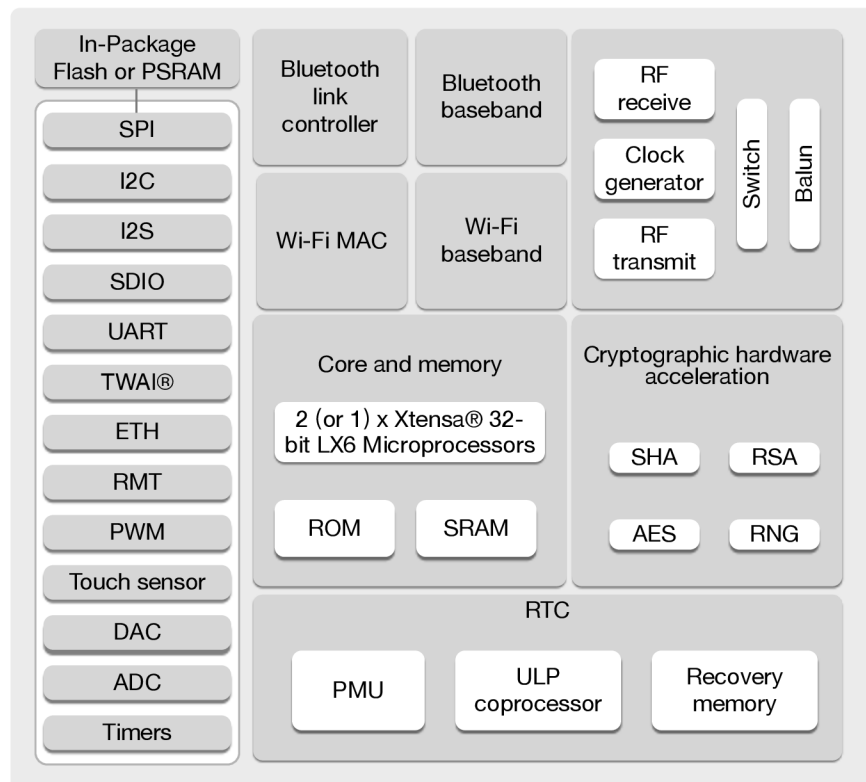 In-Package
Flash or PSRAM
SPI
I2C
I2S
SDIO
UART
TWAI®
ETH
RMT
PWM
Touch sensor
DAC
ADC
Timers
Bluetooth
link
controller
Bluetooth
baseband
Wi-Fi MAC
Wi-Fi
baseband
RF
receive
Clock
generator
RF
transmit
Switch
Balun
Core and memory
2 (or 1) x Xtensa® 32-
bit LX6 Microprocessors
ROM
SRAM
Cryptographic hardware
acceleration
SHA
RSA
AES
RNG
RTC
PMU
ULP
coprocessor
Recovery
memory